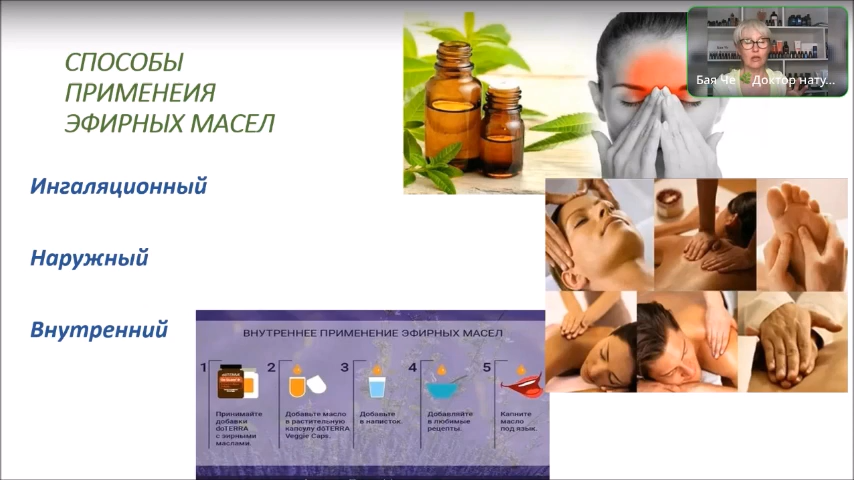 СПОСОБЫ
ПРИМЕНЕИЯ
ЭФИРНЫХ МАСЕЛ
Бая Че
Доктор нату...
Ингаляционный
Наружный
Внутренний
ВНУТРЕННЕЕ ПРИМЕНЕНИЕ ЭФИРНЫХ МАСЕЛ
1
2
3
4
5
Принимайте
добавки
doTERRA
с эирными
маслами.
Добавьте масло
в растительную
капсулу doTERRA
Veggie Caps.
Добавьте
в напиток.
Добавляйте
в любимые
рецепты.
Капните
масло
под язык.